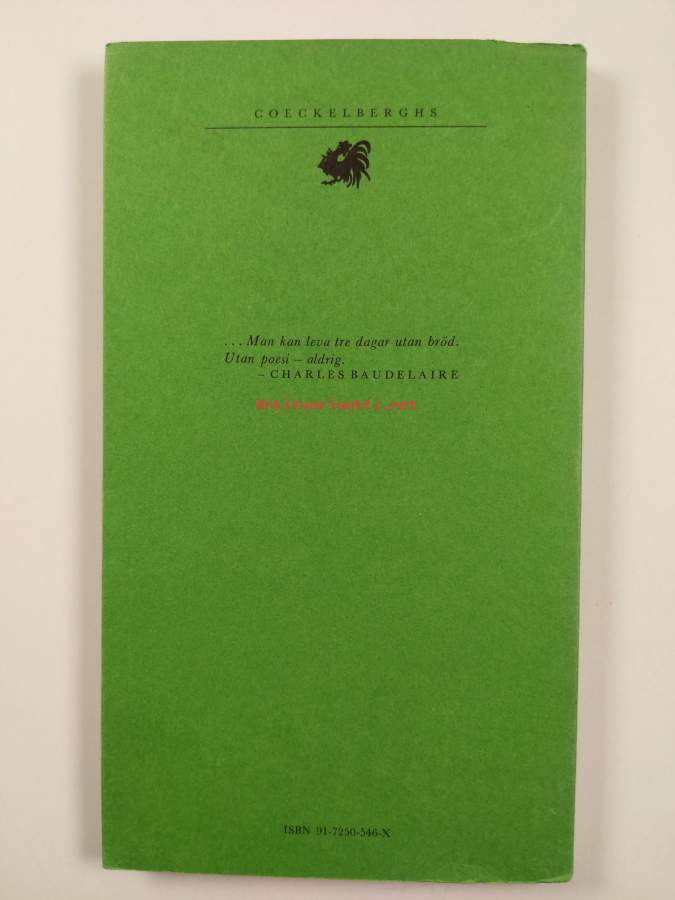 COECKELBERGHS
...Man kan leva tre dagar utan bröd.
Utan poesi – aldrig.
– CHARLES BAUDELAIRE
Antikvariaatti.net
ISBN 91-7250-546-X